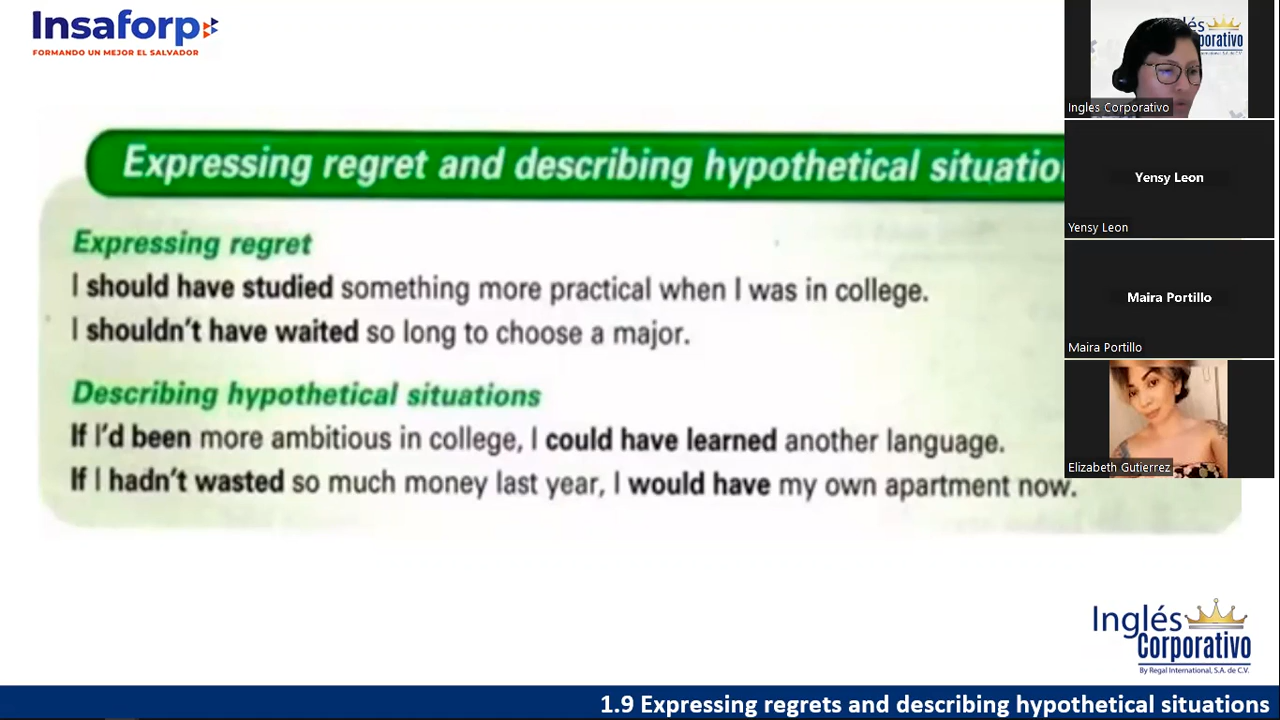 Insaforp
FORMANDO UN MEJOR EL SALVADOR
Expressing regret and describing hypothetical situatio
Expressing regret
I should have studied something more practical when I was in college.
I shouldn't have waited so long to choose a major.
Describing hypothetical situations
If I'd been more ambitious in college, I could have learned another language.
If I hadn't wasted so much money last year, I would have my own apartment now.
Inglés
Corporativo
By Regal International, S.A. de C.V.
1.9 Expressing regrets and describing hypothetical situations
Ingles Corporativo
Yensy Leon
Yensy Leon
Maira Portillo
Maira Portillo
Elizabeth Gutierrez